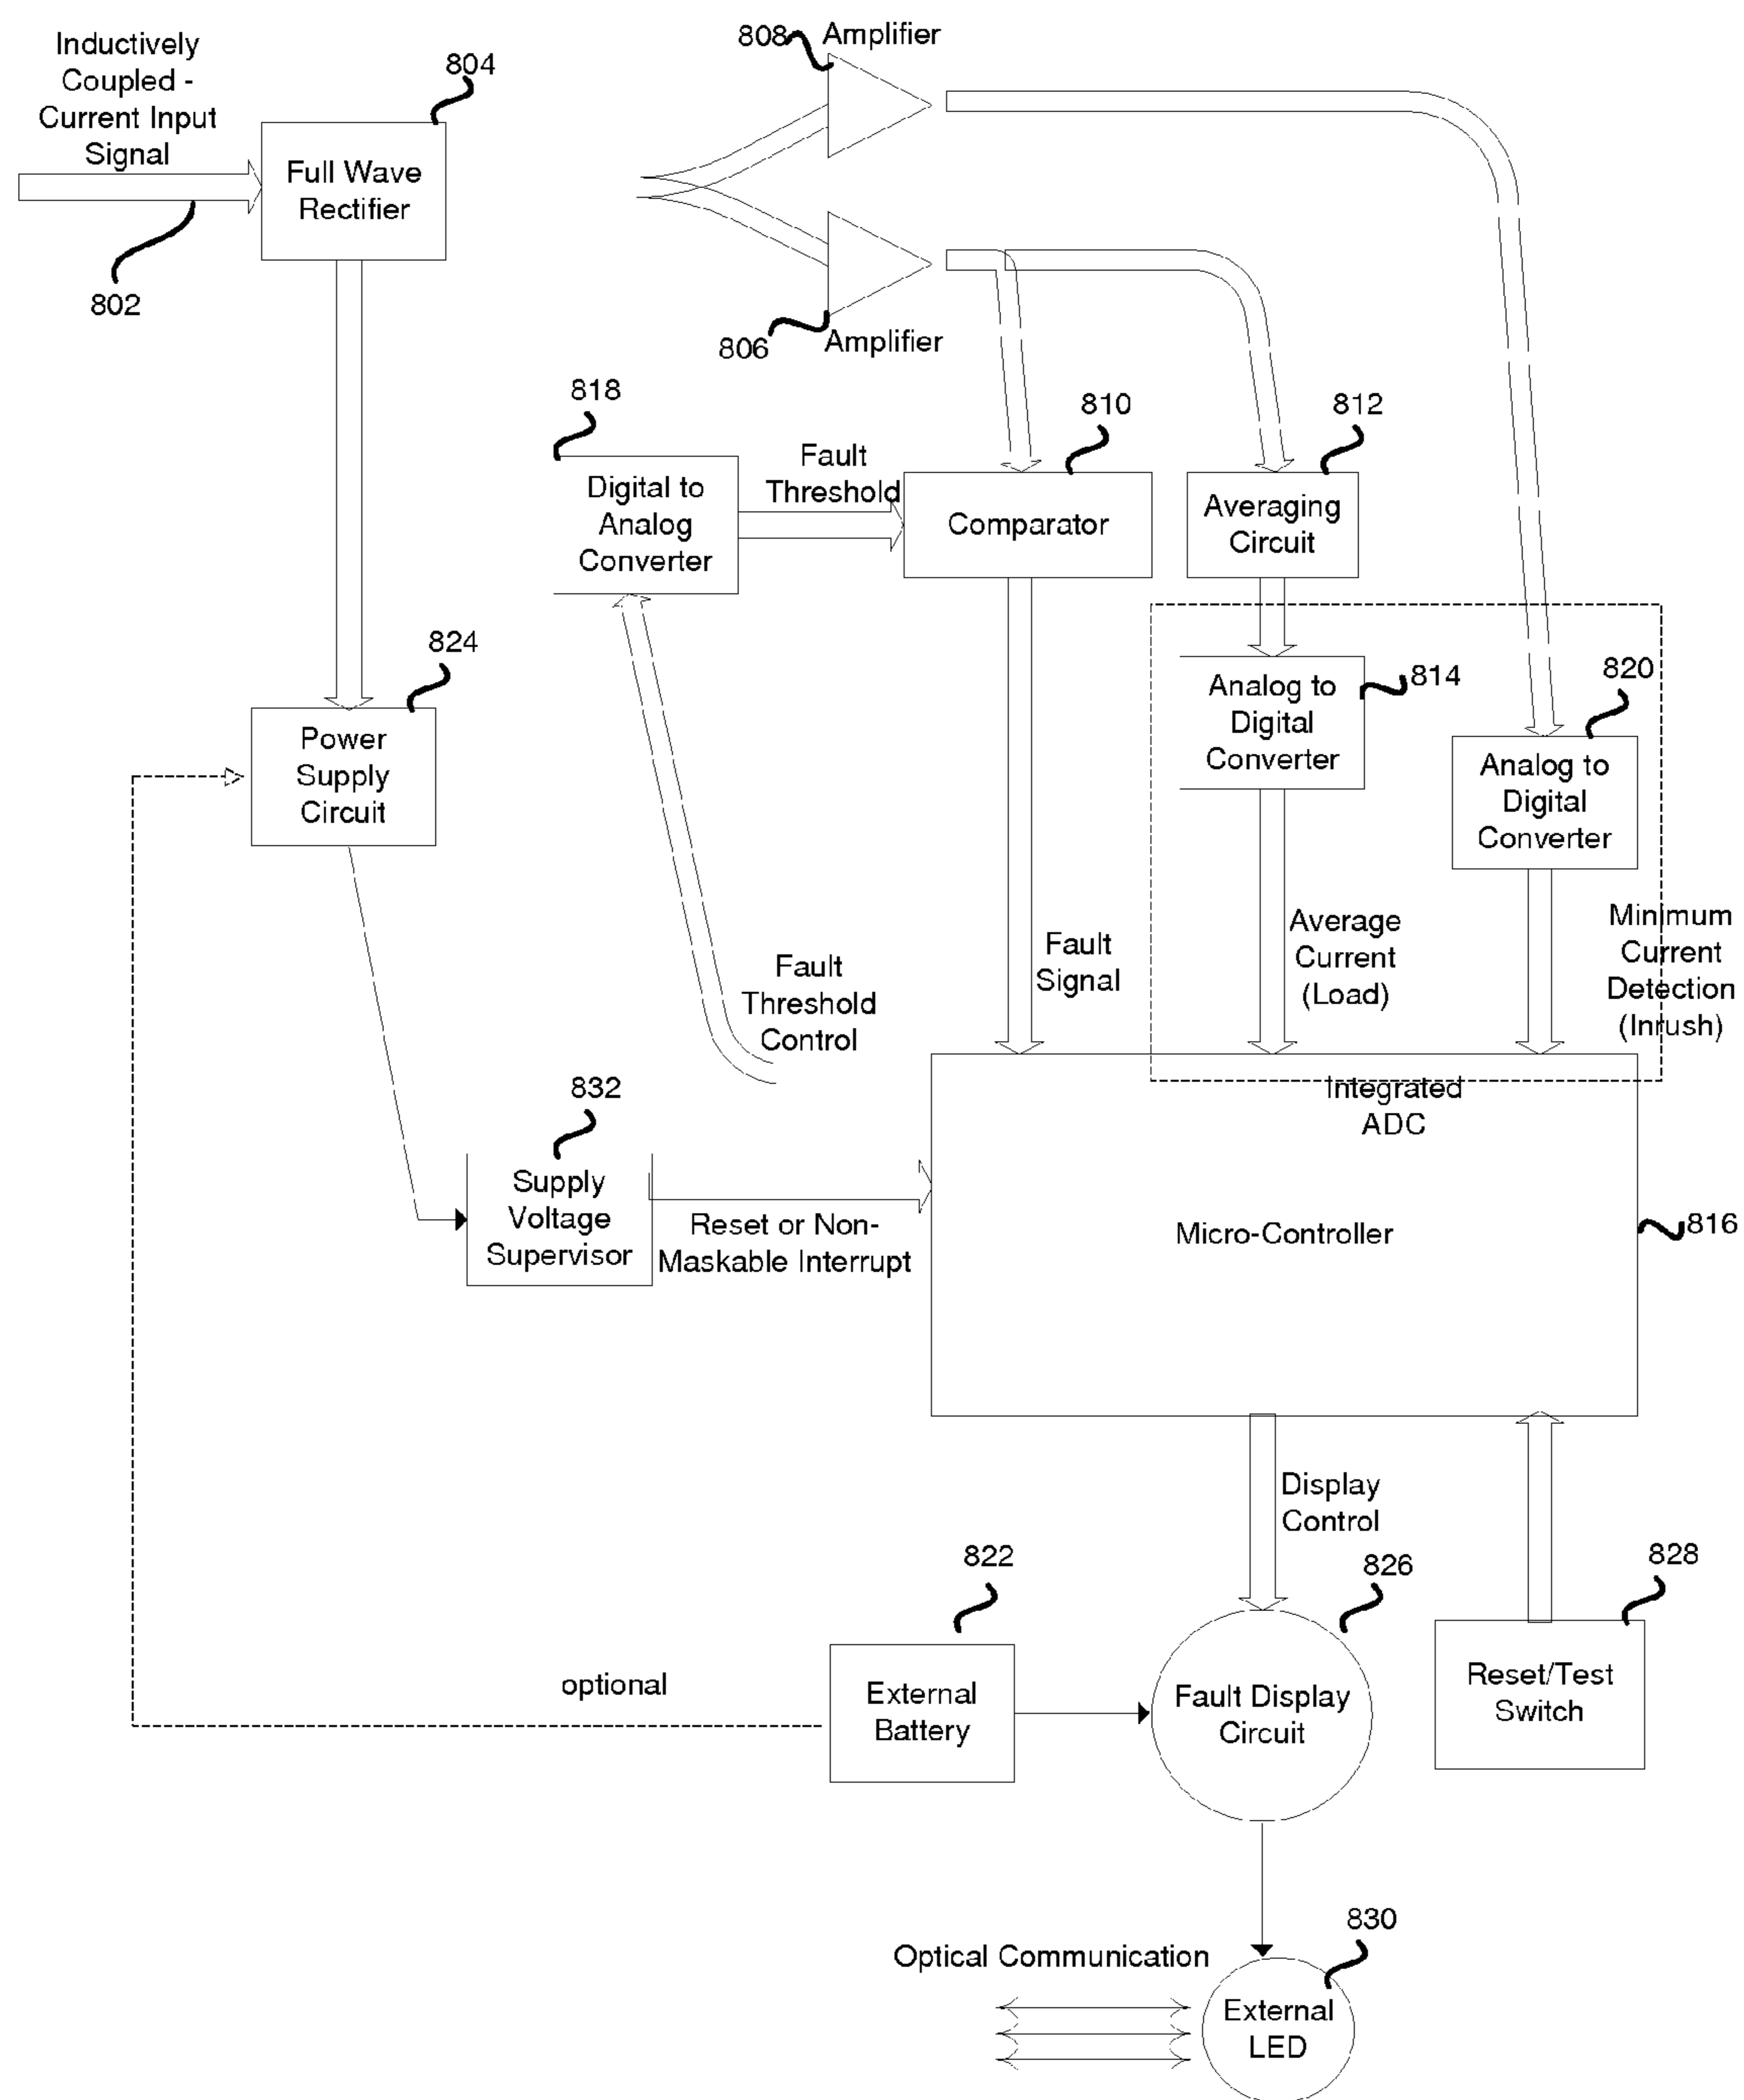 Inductively
Coupled -
Current Input
Signal
802
804
Full Wave
Rectifier
808
Amplifier
806
Amplifier
818
Digital to
Analog
Converter
Fault
Threshold
810
Comparator
812
Averaging
Circuit
824
Power
Supply
Circuit
814
Analog to
Digital
Converter
820
Analog to
Digital
Converter
Fault
Threshold
Control
Fault
Signal
Average
Current
(Load)
Minimum
Current
Detection
(Inrush)
832
Supply
Voltage
Supervisor
Reset or Non-
Maskable Interrupt
Integrated
ADC
Micro-Controller
816
Display
Control
822
External
Battery
optional
826
Fault Display
Circuit
828
Reset/Test
Switch
830
Optical Communication
External
LED